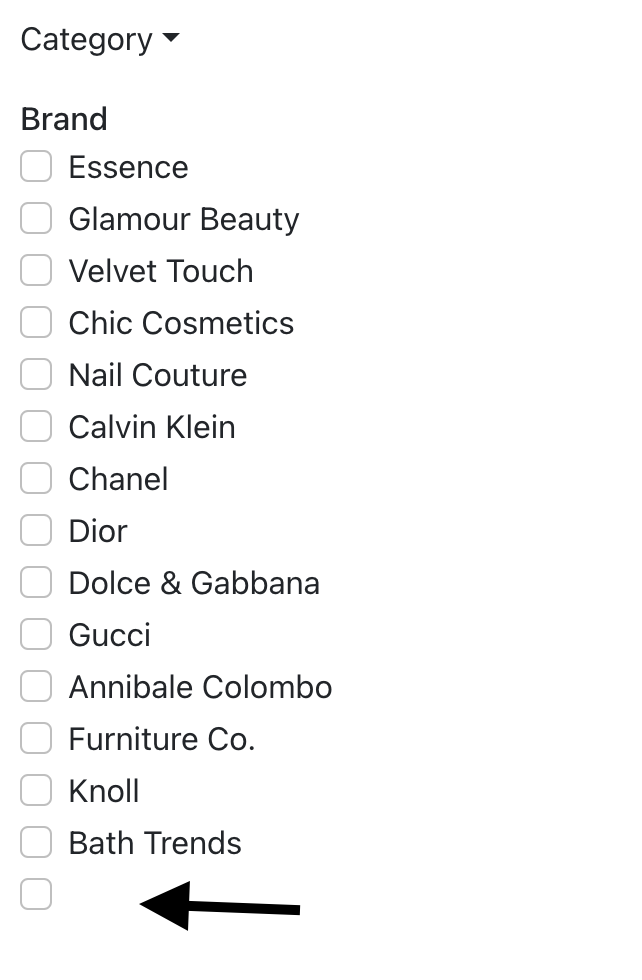 Category
Brand
Essence
Glamour Beauty
Velvet Touch
Chic Cosmetics
Nail Couture
Calvin Klein
Chanel
Dior
Dolce & Gabbana
Gucci
Annibale Colombo
Furniture Co.
Knoll
Bath Trends